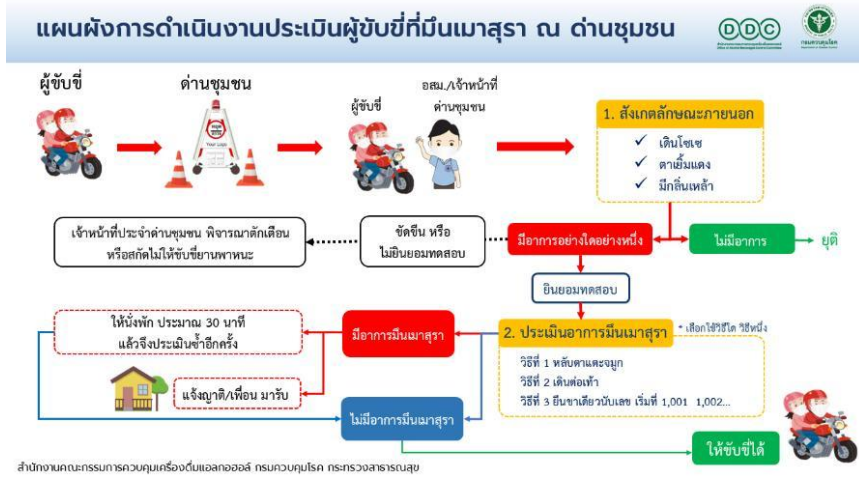 แผนผังการดำเนินงานประเมินผู้ขับขี่ที่มึนเมาสุรา ณ ด่านชุมชน
DDC
กรมควบคุมโรค
ผู้ขับขี่
ด่านชุมชน
Your Logo
ผู้ขับขี่
อสม./เจ้าหน้าที่
ด่านชุมชน
1. สังเกตลักษณะภายนอก
✓ เดินโซเซ
✓ ตาเยิ้มแดง
✓ มีกลิ่นเหล้า
เจ้าหน้าที่ประจำด่านชุมชน พิจารณาตักเตือน
หรือสกัดไม่ให้ขับขี่ยานพาหนะ
ขัดขืน หรือ
ไม่ยินยอมทดสอบ
มีอาการอย่างใดอย่างหนึ่ง
ไม่มีอาการ
ยุติ
ยินยอมทดสอบ
ให้นั่งพัก ประมาณ 30 นาที
แล้วจึงประเมินซ้ำอีกครั้ง
มีอาการมึนเมาสุรา
2. ประเมินอาการมึนเมาสุรา
* เลือกใช้วิธีใด วิธีหนึ่ง
วิธีที่ 1 หลับตาแตะจมูก
วิธีที่ 2 เดินต่อเท้า
วิธีที่ 3 ยืนขาเดียวนับเลข เริ่มที่ 1,001 1,002...
แจ้งญาติ/เพื่อน มารับ
ไม่มีอาการมึนเมาสุรา
ให้ขับขี่ได้
สำนักงานคณะกรรมการควบคุมเครื่องดื่มแอลกอฮอล์ กรมควบคุมโรค กระทรวงสาธารณสุข